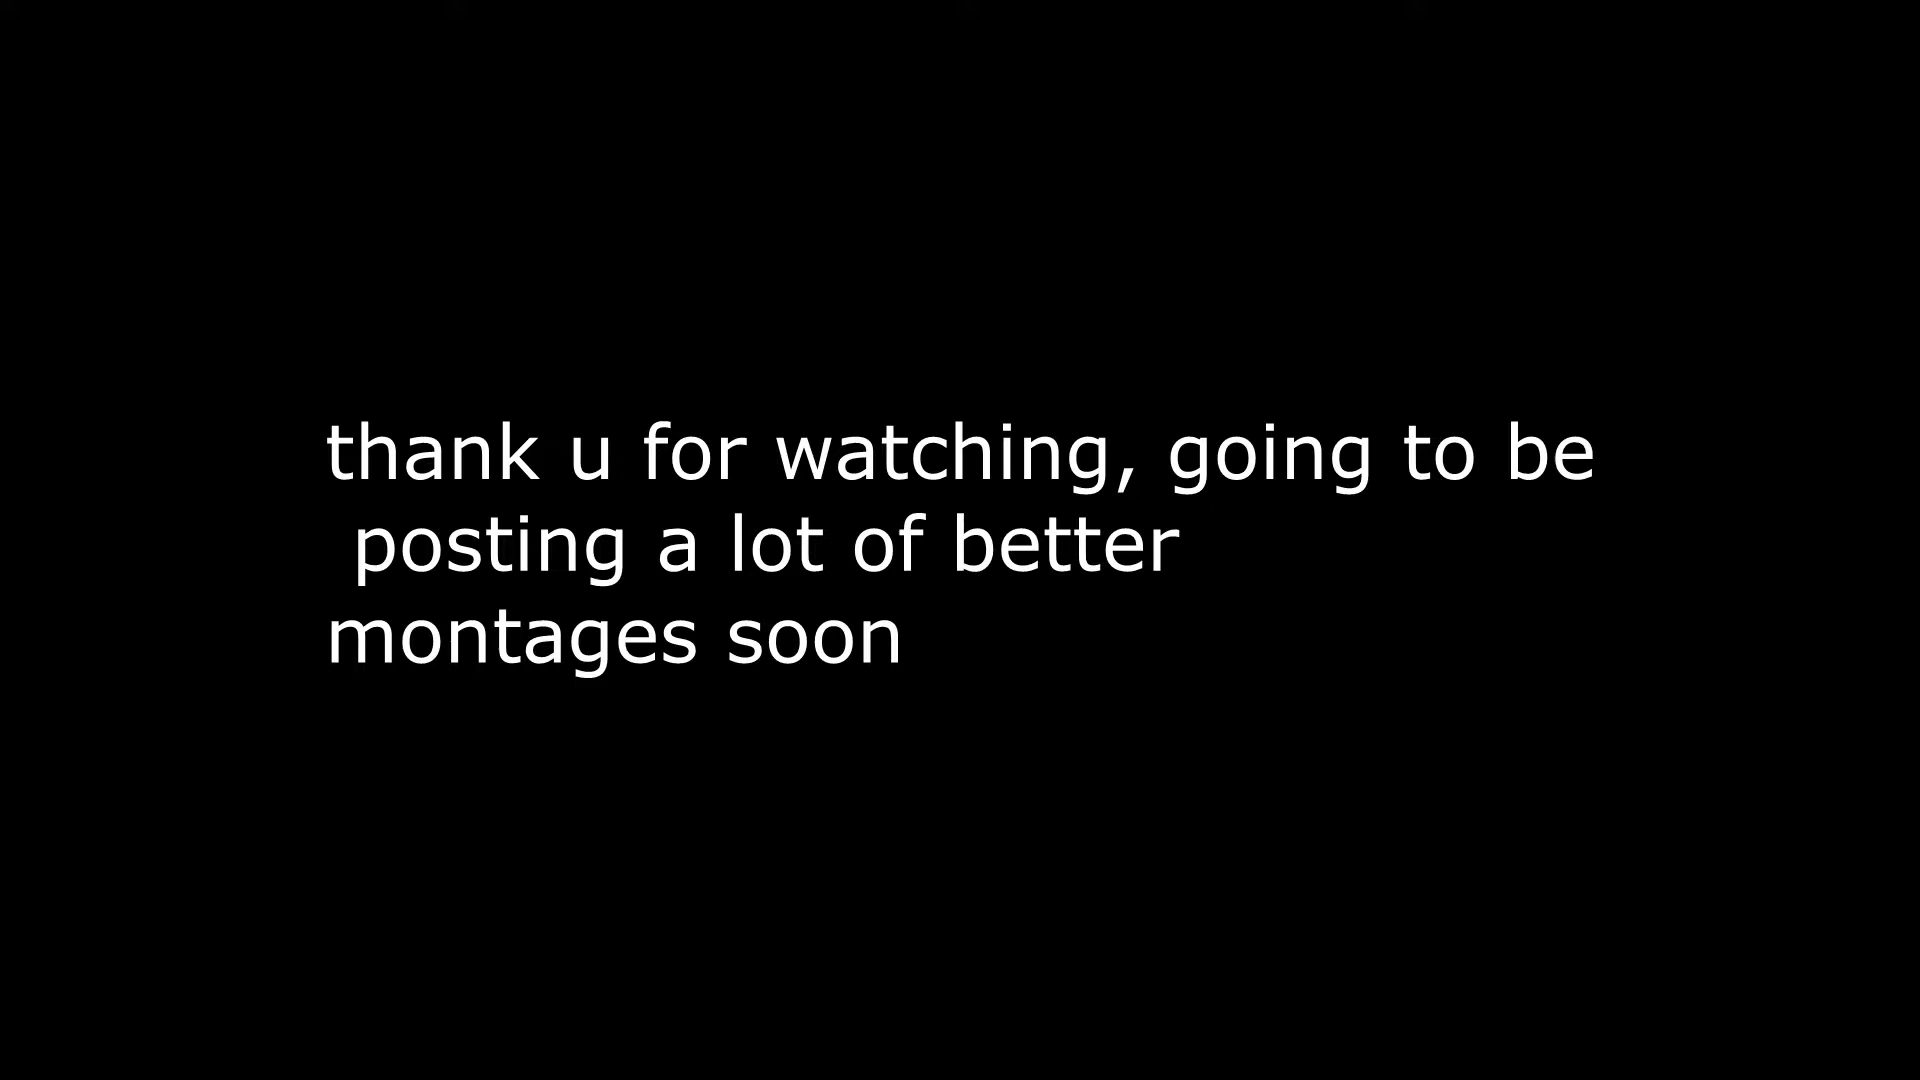 thank u for watching, going to be
posting a lot of better
montages soon